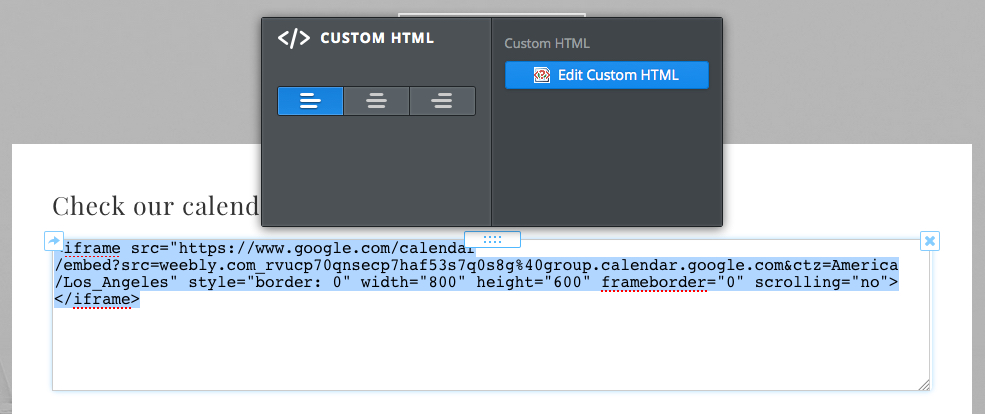 </> CUSTOM HTML
Custom HTML
Edit Custom HTML
Check our calend
iframe src="https://www.google.com/calendar
/embed?src=weebly.com_rvucp70qnsecp7haf53s7q0s8g%40group.calendar.google.com&ctz=America
/Los_Angeles" style="border: 0" width="800" height="600" frameborder="0" scrolling="no">
</iframe>